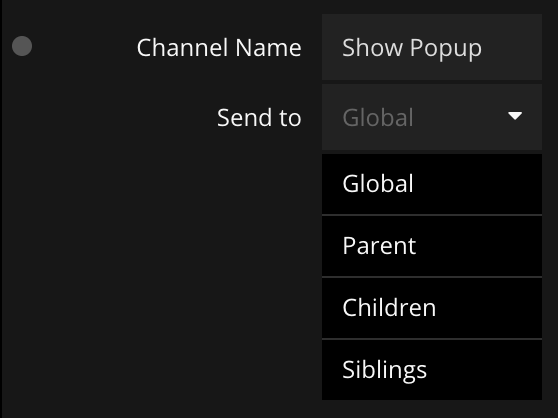 Channel Name Show Popup
Send to Global
Global
Parent
Children
Siblings